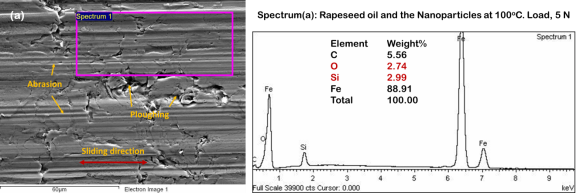 (a)
Spectrum 1
Abrasion
Ploughing
Sliding direction
60µm
Electron Image 1
Spectrum(a): Rapeseed oil and the Nanoparticles at 100°C. Load, 5 N
Spectrum 1
Element Weight%
C 5.56
O 2.74
Si 2.99
Fe 88.91
Total 100.00
Fe
Fe
O
Si
Fe
1 2 3 4 5 6 7 8 9
Full Scale 39900 cts Cursor: 0.000
keV